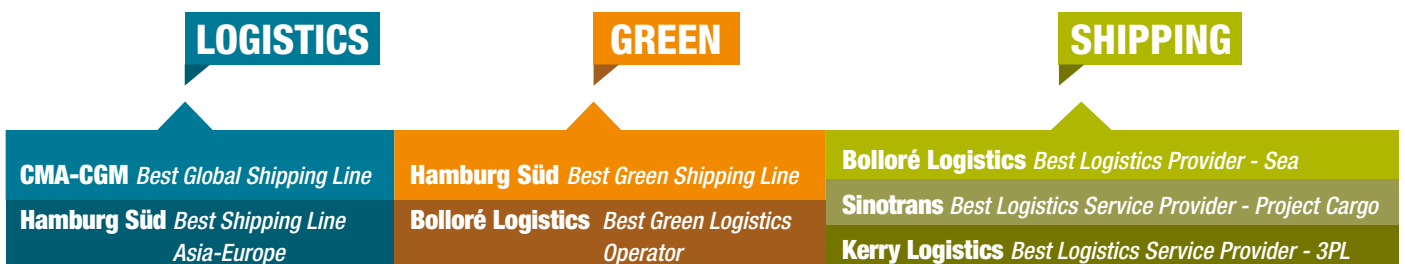 LOGISTICS
CMA-CGM Best Global Shipping Line
Hamburg Süd Best Shipping Line
Asia-Europe
GREEN
Hamburg Süd Best Green Shipping Line
Bolloré Logistics Best Green Logistics
Operator
SHIPPING
Bolloré Logistics Best Logistics Provider - Sea
Sinotrans Best Logistics Service Provider - Project Cargo
Kerry Logistics Best Logistics Service Provider - 3PL